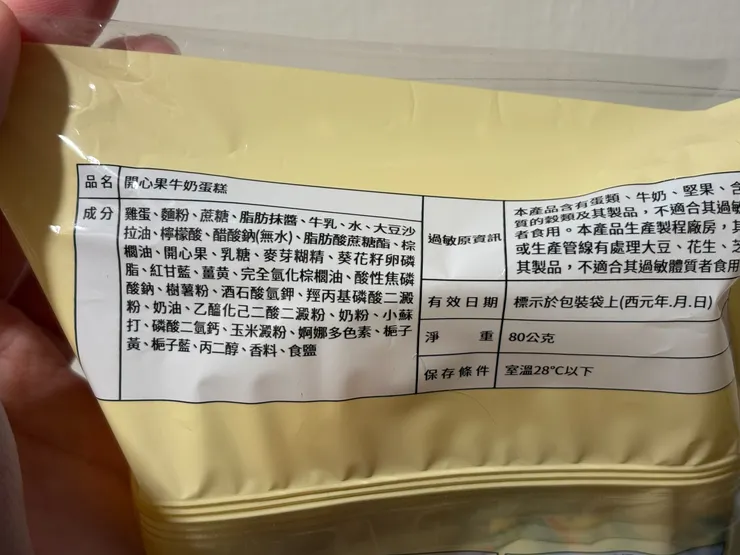 品名 開心果牛奶蛋糕
成分 雞蛋、麵粉、蔗糖、脂肪抹醬、牛乳、水、大豆沙
拉油、檸檬酸、醋酸鈉(無水)、脂肪酸蔗糖酯、棕
櫚油、開心果、乳糖、麥芽糊精、葵花籽卵磷
脂、紅甘藍、薑黃、完全氫化棕櫚油、酸性焦磷
酸鈉、樹薯粉、酒石酸氫鉀、羥丙基磷酸二澱
粉、奶油、乙醯化己二酸二澱粉、奶粉、小蘇
打、磷酸二氫鈣、玉米澱粉、婀娜多色素、梔子
黃、梔子藍、丙二醇、香料、食鹽
過敏原資訊
本產品含有蛋類、牛奶、堅果、含
質的穀類及其製品，不適合其過敏
者食用。本產品生產製程廠房，其
或生產管線有處理大豆、花生、芝
其製品，不適合其過敏體質者食用
有效日期 標示於包裝袋上(西元年.月.日)
淨重 80公克
保存條件 室溫28°C以下